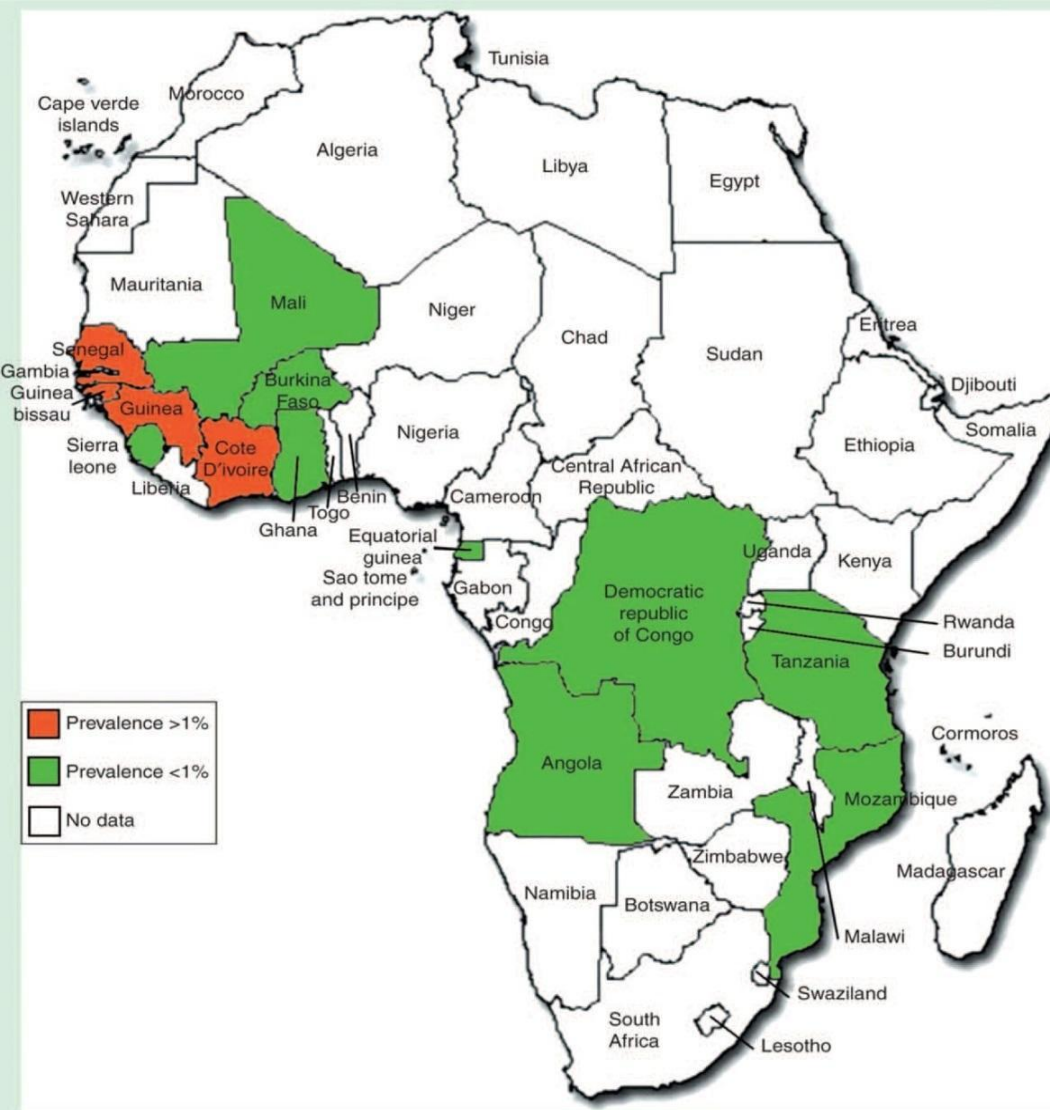 Tunisia
Morocco
Cape verde
islands
Algeria
Libya
Egypt
Western
Sahara
Mauritania
Mali
Niger
Chad
Sudan
Eritrea
Senegal
Gambia
Guinea
bissau
Guinea
Burkina
Faso
Djibouti
Somalia
Nigeria
Ethiopia
Sierra
leone
Cote
D'ivoire
Liberia
Ghana
Togo
Benin
Cameroon
Central African
Republic
Equatorial
guinea
Sao tome
and principe
Gabon
Congo
Democratic
republic
of Congo
Uganda
Kenya
Rwanda
Burundi
Tanzania
Prevalence >1%
Prevalence <1%
No data
Angola
Zambia
Cormoros
Mozambique
Zimbabwe
Madagascar
Namibia
Botswana
Malawi
Swaziland
South
Africa
Lesotho